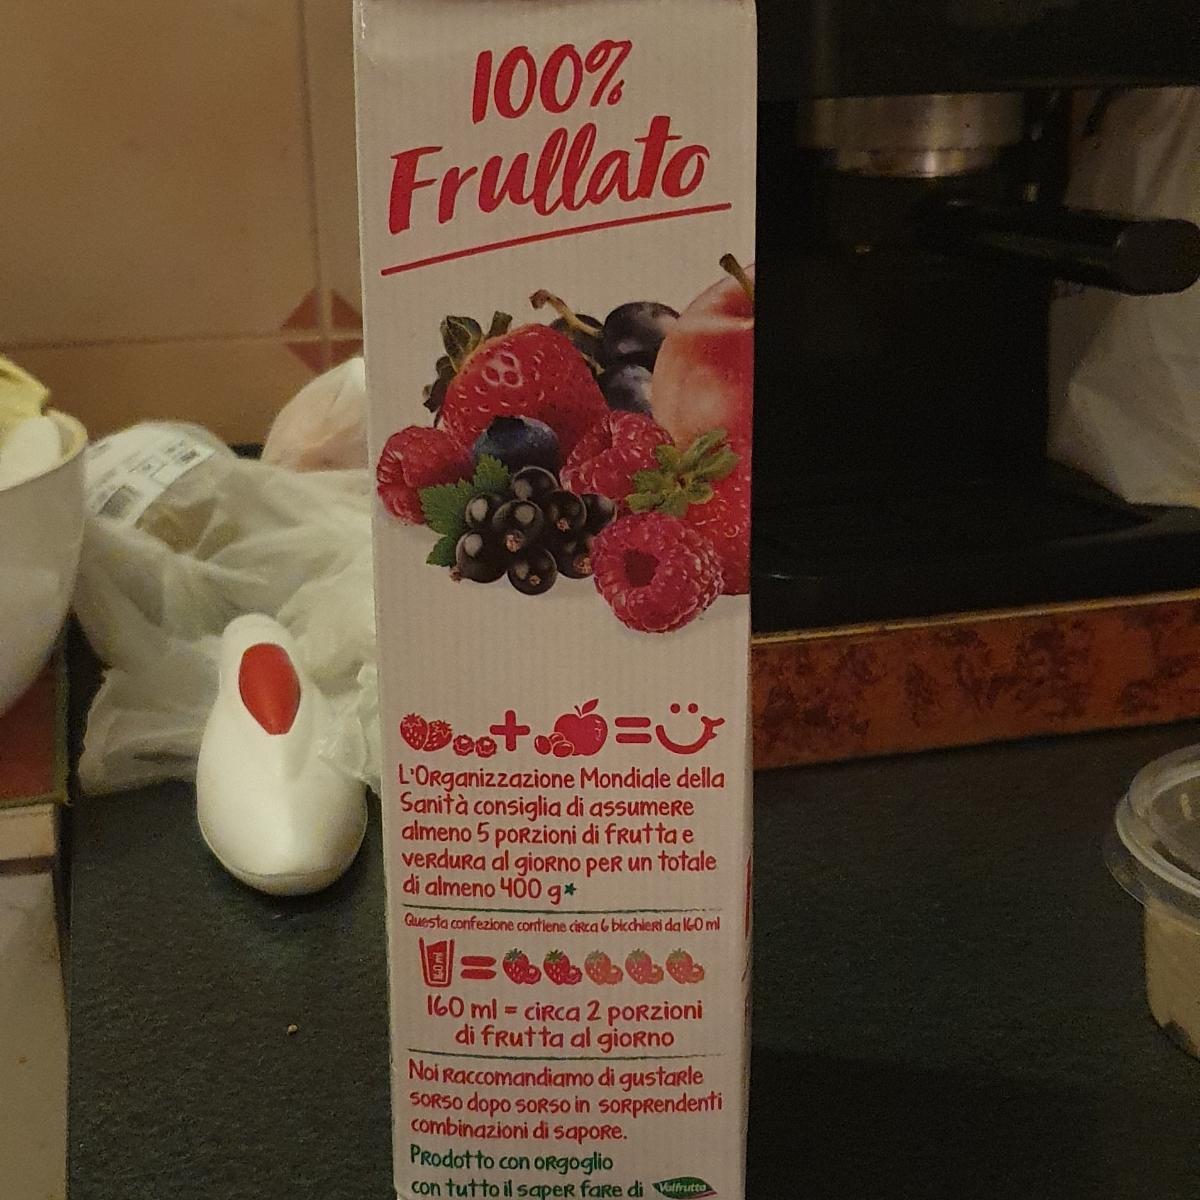 100%
Frullato
L'Organizzazione Mondiale della
Sanità consiglia di assumere
almeno 5 porzioni di frutta e
verdura al giorno per un totale
di almeno 400 g*
Questa confezione contiene circa 6 bicchieri da 160 ml
160 ml
160 ml = circa 2 porzioni
di frutta al giorno
Noi raccomandiamo di gustarle
sorso dopo sorso in sorprendenti
combinazioni di sapore.
Prodotto con orgoglio
con tutto il saper fare di Valfrutta